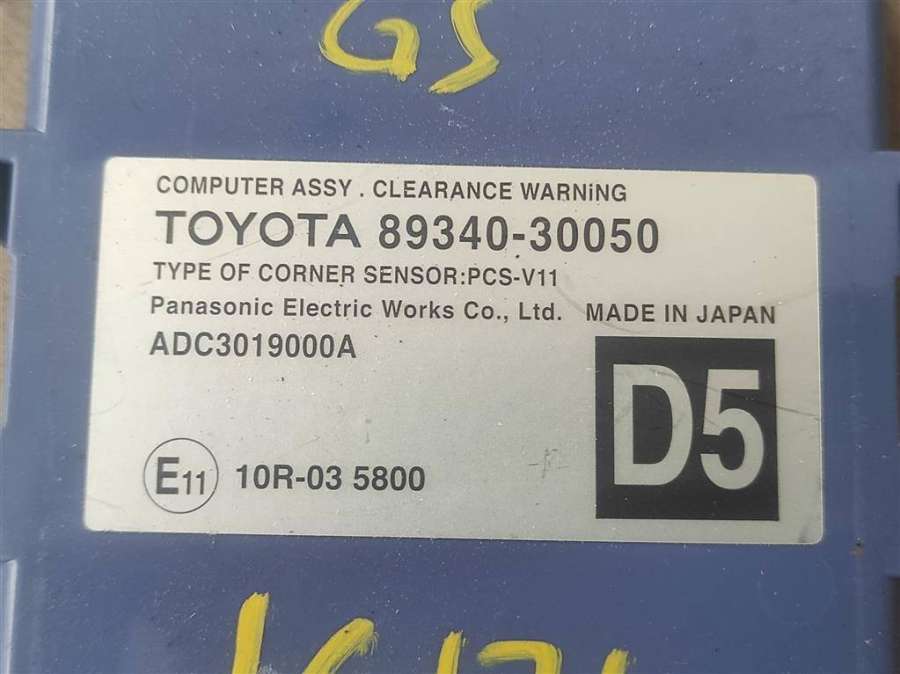 GS
COMPUTER ASSY . CLEARANCE WARNiNG
TOYOTA 89340-30050
TYPE OF CORNER SENSOR:PCS-V11
Panasonic Electric Works Co., Ltd. MADE IN JAPAN
ADC3019000A
D5
E11 10R-03 5800